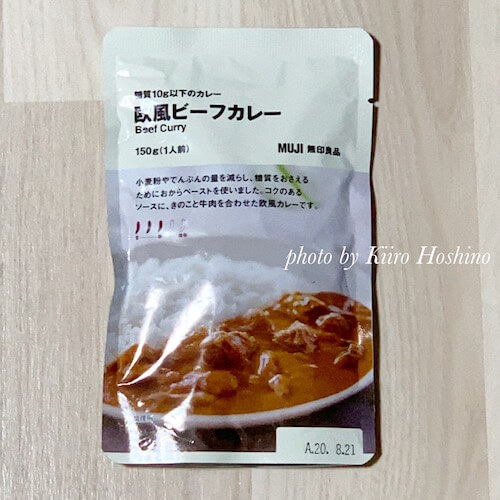 糖質10g以下のカレー
欧風ビーフカレー
Beef Curry
150g(1人前)
MUJI 無印良品
小麦粉やでんぷんの量を減らし、糖質をおさえる
ためにおからペーストを使いました。コクのある
ソースに、きのこと牛肉を合わせた欧風カレーです。
photo by Kiiro Hoshino
A.20. 8.21